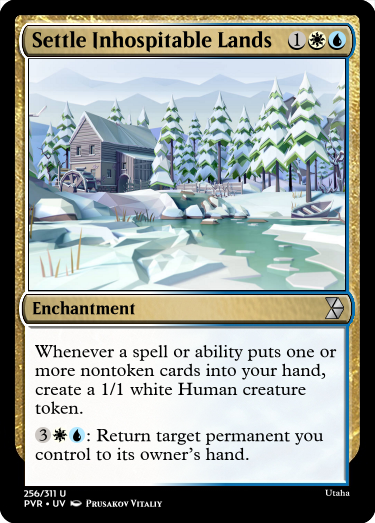 Settle Inhospitable Lands 1
Enchantment
Whenever a spell or ability puts one or
more nontoken cards into your hand,
create a 1/1 white Human creature
token.
3: Return target permanent you
control to its owner's hand.
256/311 U
PVR • UV Prusakov Vitaliy
Utaha